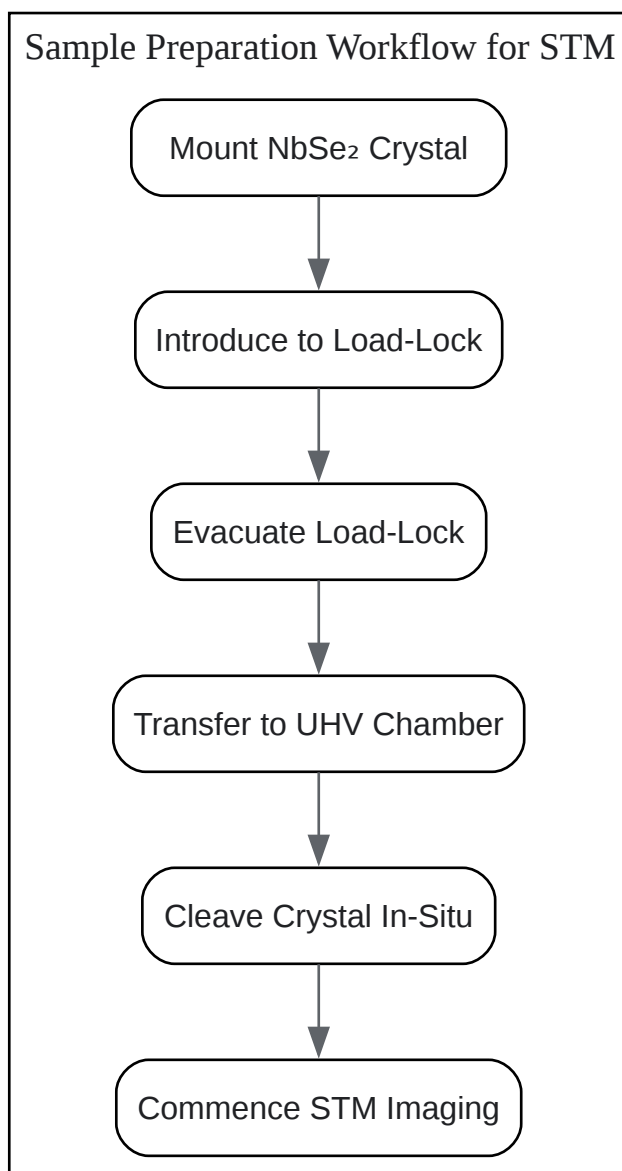 Sample Preparation Workflow for STM
Mount NbSe₂ Crystal
Introduce to Load-Lock
Evacuate Load-Lock
Transfer to UHV Chamber
Cleave Crystal In-Situ
Commence STM Imaging